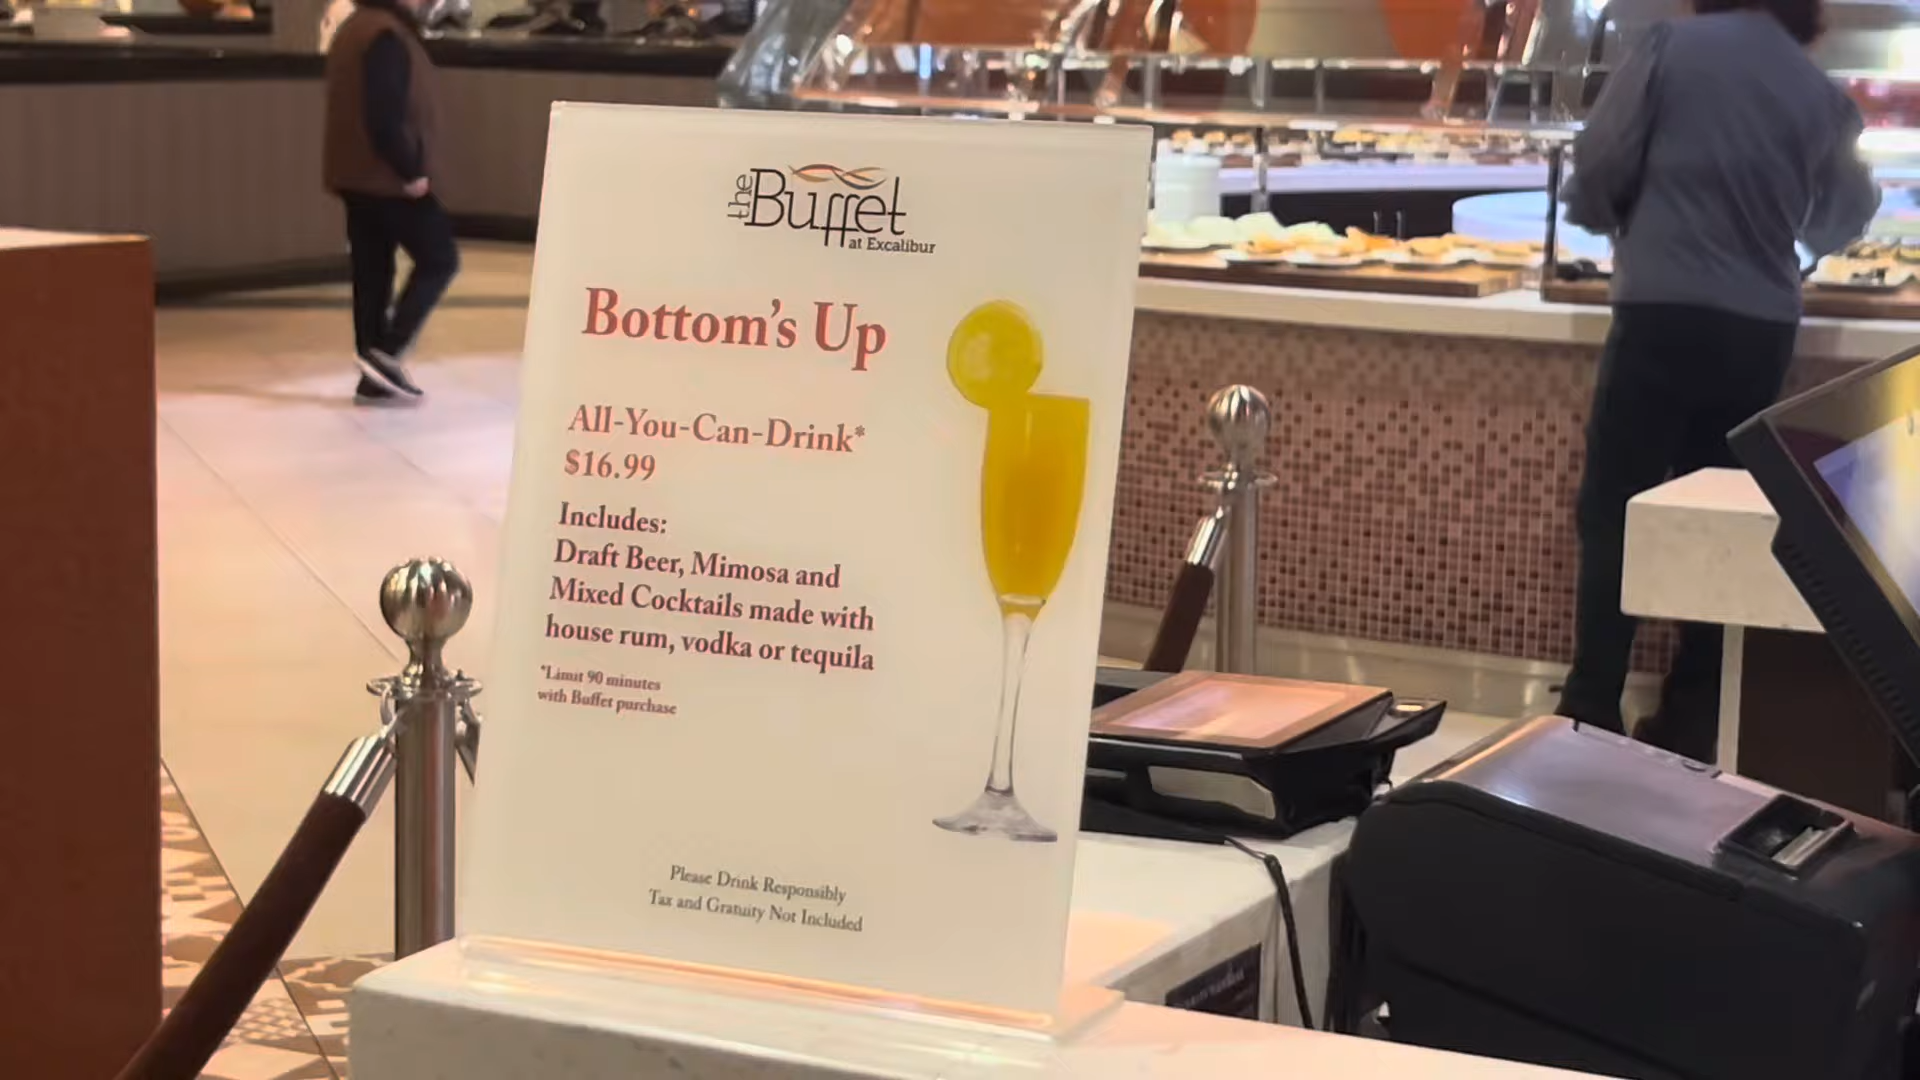 the Buffet
at Excalibur
Bottom's Up
All-You-Can-Drink*
$16.99
Includes:
Draft Beer, Mimosa and
Mixed Cocktails made with
house rum, vodka or tequila
*Limit 90 minutes
with Buffet purchase
Please Drink Responsibly
Tax and Gratuity Not Included